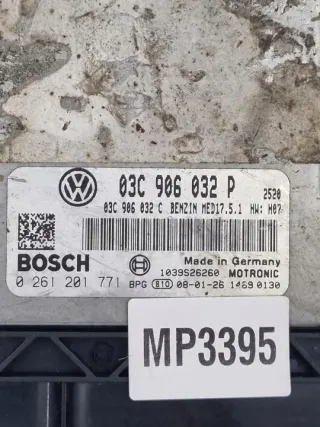 03C 906 032 P 2520
03C 906 032 C BENZIN MED17.5.1 HW: H07
BOSCH
Made in Germany
1039S26260 MOTRONIC
0 261 201 771 BPG 810 08-01-26 1469 0130
MP3395